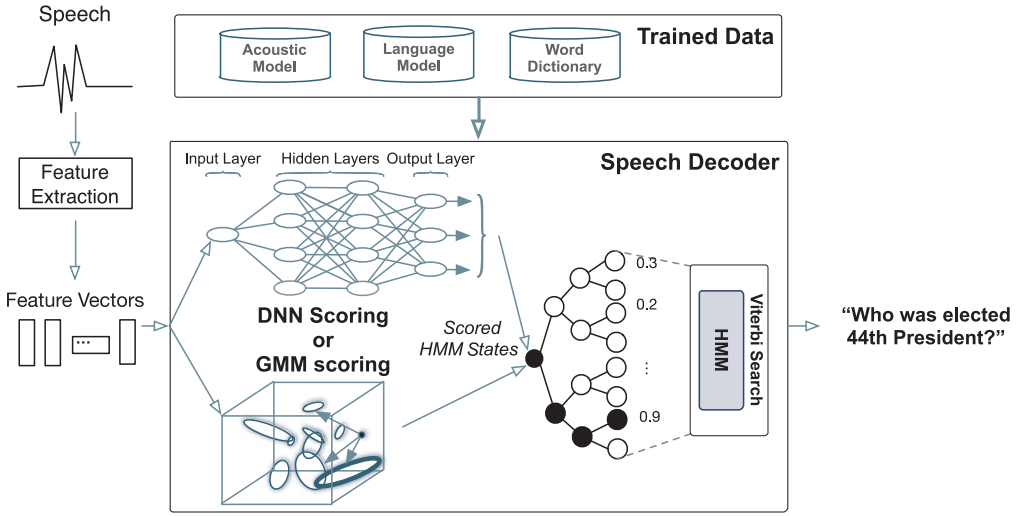 Speech
Trained Data
Acoustic
Model
Language
Model
Word
Dictionary
Feature
Extraction
Feature Vectors
...
Speech Decoder
Input Layer
Hidden Layers
Output Layer
DNN Scoring
or
GMM scoring
Scored
HMM States
0.3
0.2
...
0.9
HMM
Viterbi Search
“Who was elected
44th President?”